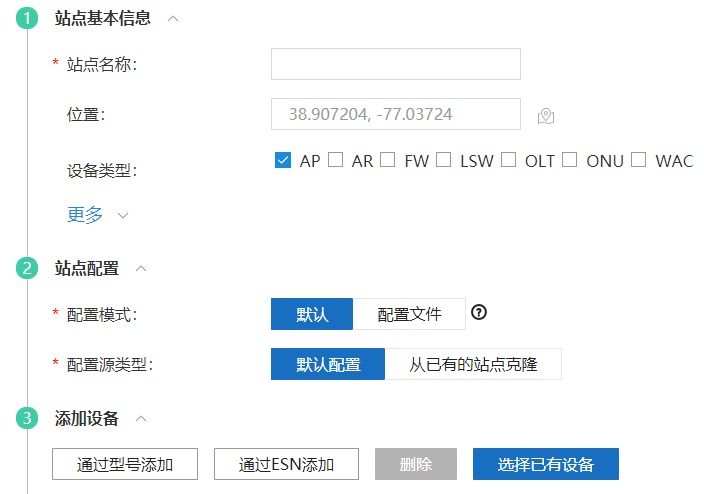 1 站点基本信息
* 站点名称：
位置： 38.907204, -77.03724
设备类型： AP AR FW LSW OLT ONU WAC
更多
2 站点配置
* 配置模式： 默认 配置文件 ?
* 配置源类型： 默认配置 从已有的站点克隆
3 添加设备
通过型号添加 通过ESN添加 删除 选择已有设备